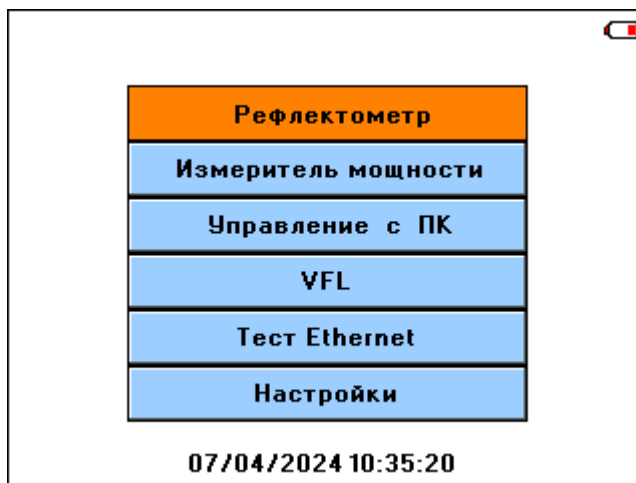 Рефлектометр
Измеритель мощности
Управление с ПК
VFL
Тест Ethernet
Настройки
07/04/2024 10:35:20